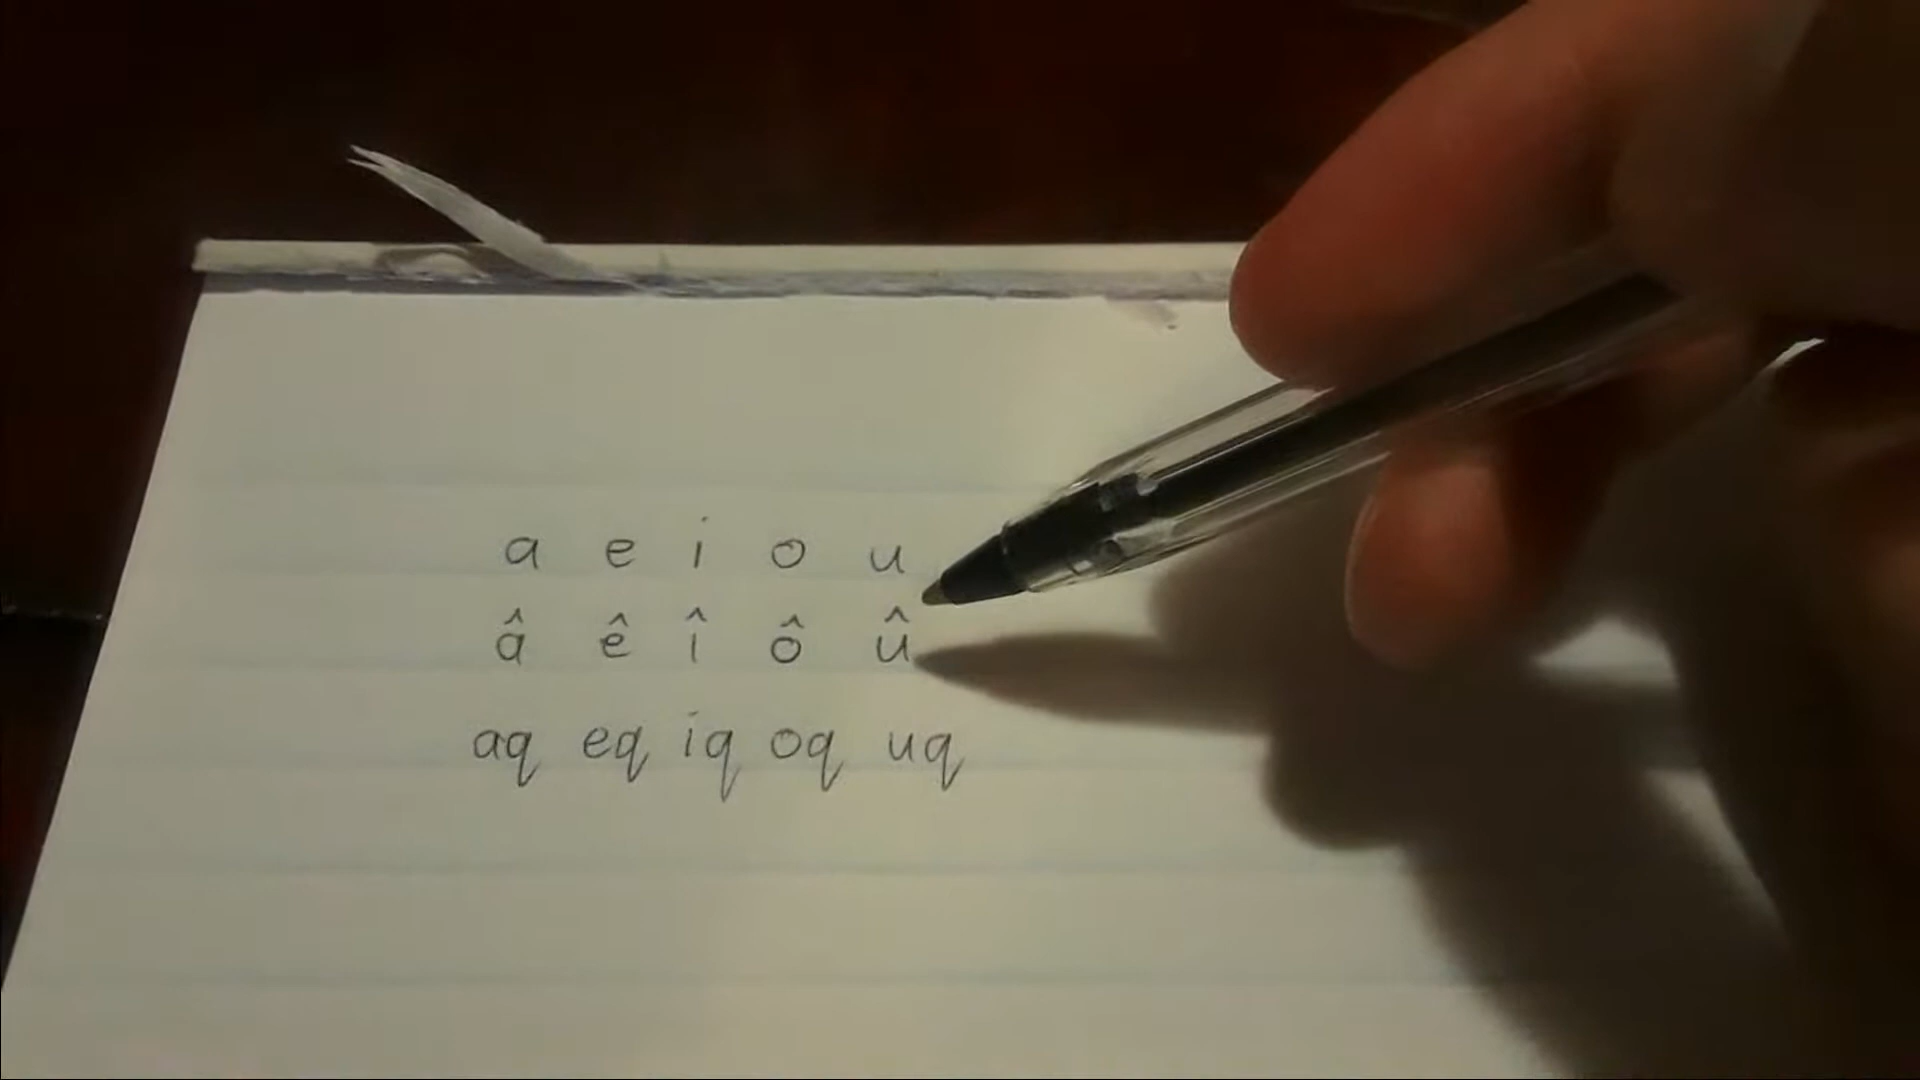 a e i o u
â ê î ô û
aq eq iq oq uq